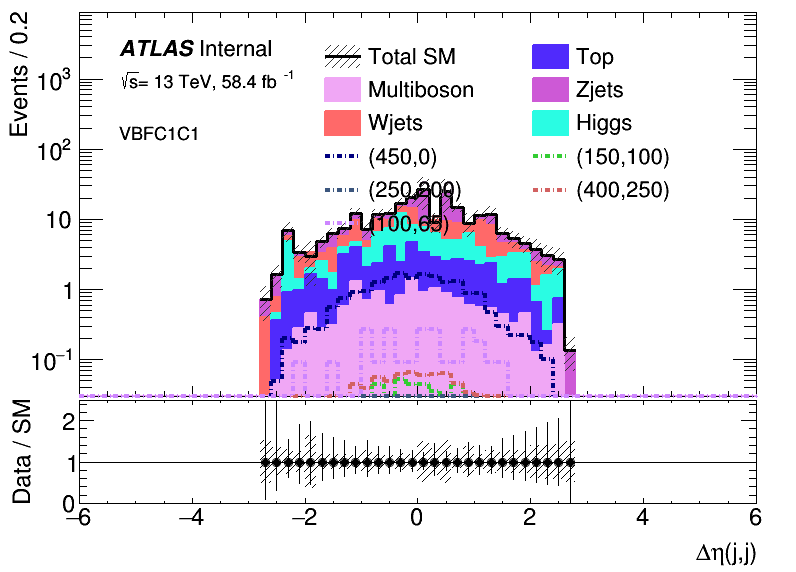 Events / 0.2
10³
10²
10
1
10⁻¹
ATLAS Internal
√s= 13 TeV, 58.4 fb ⁻¹
VBFC1C1
Total SM
Top
Multiboson
Zjets
Wjets
Higgs
(450,0)
(150,100)
(250,200)
(400,250)
(100,65)
Data / SM
2
1
0
−6 −4 −2 0 2 4 6
Δη(j,j)